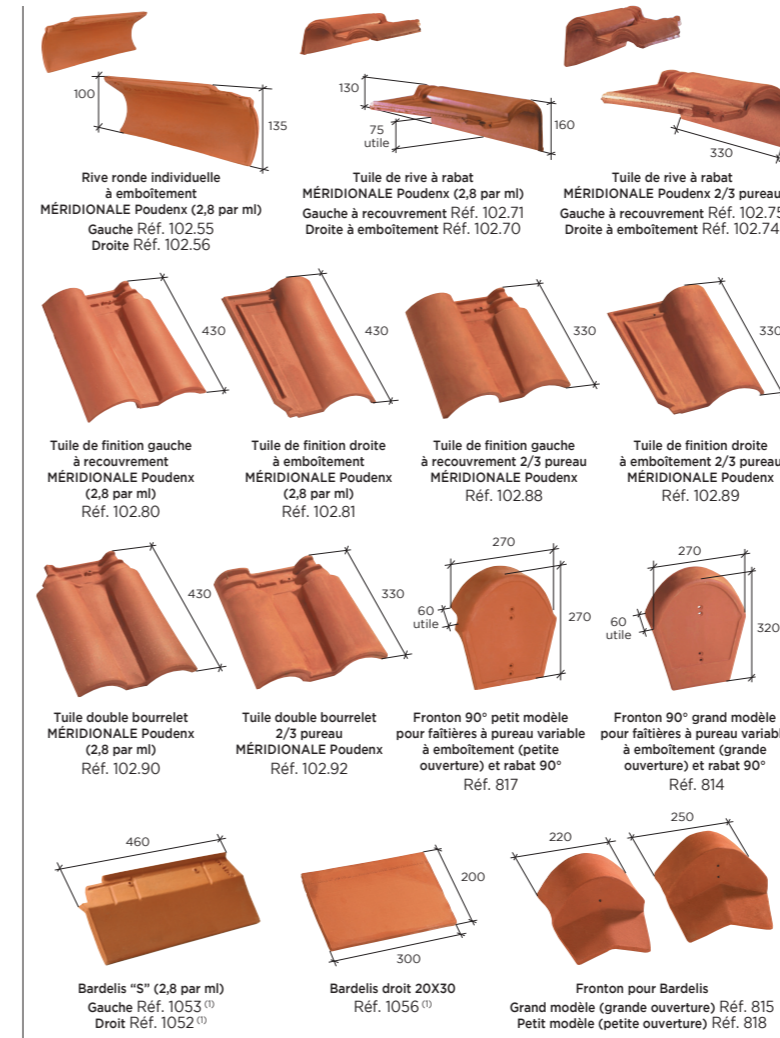 100
135
130
75
utile
160
330
Rive ronde individuelle
à emboîtement
MÉRIDIONALE Poudenx (2,8 par ml)
Gauche Réf. 102.55
Droite Réf. 102.56
Tuile de rive à rabat
MÉRIDIONALE Poudenx (2,8 par ml)
Gauche à recouvrement Réf. 102.71
Droite à emboîtement Réf. 102.70
Tuile de rive à rabat
MÉRIDIONALE Poudenx 2/3 pureau
Gauche à recouvrement Réf. 102.75
Droite à emboîtement Réf. 102.74
430
430
330
330
Tuile de finition gauche
à recouvrement
MÉRIDIONALE Poudenx
(2,8 par ml)
Réf. 102.80
Tuile de finition droite
à emboîtement
MÉRIDIONALE Poudenx
(2,8 par ml)
Réf. 102.81
Tuile de finition gauche
à recouvrement 2/3 pureau
MÉRIDIONALE Poudenx
Réf. 102.88
Tuile de finition droite
à emboîtement 2/3 pureau
MÉRIDIONALE Poudenx
Réf. 102.89
430
330
270
60
utile
270
270
60
utile
320
Tuile double bourrelet
MÉRIDIONALE Poudenx
(2,8 par ml)
Réf. 102.90
Tuile double bourrelet
2/3 pureau
MÉRIDIONALE Poudenx
Réf. 102.92
Fronton 90° petit modèle
pour faîtières à pureau variable
à emboîtement (petite
ouverture) et rabat 90°
Réf. 817
Fronton 90° grand modèle
pour faîtières à pureau variabl
à emboîtement (grande
ouverture) et rabat 90°
Réf. 814
460
200
300
220
250
Bardelis “S” (2,8 par ml)
Gauche Réf. 1053 (1)
Droit Réf. 1052 (1)
Bardelis droit 20X30
Réf. 1056 (1)
Fronton pour Bardelis
Grand modèle (grande ouverture) Réf. 815
Petit modèle (petite ouverture) Réf. 818